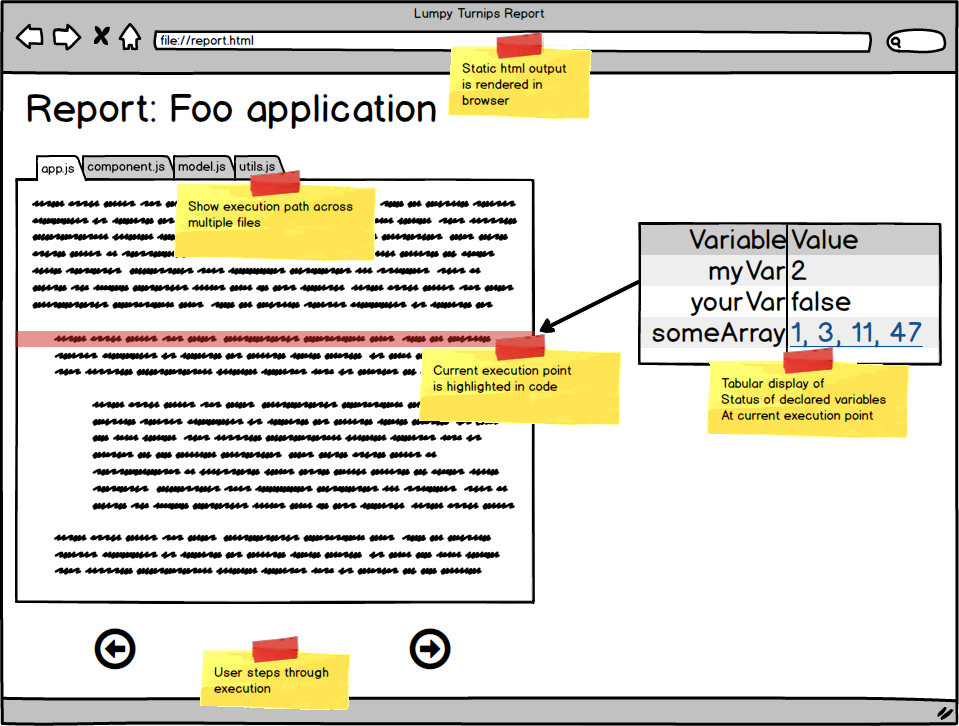 Lumpy Turnips Report
file://report.html
Static html output
is rendered in
browser
Report: Foo application
app.js component.js model.js utils.js
Show execution path across
multiple files
Variable Value
myVar 2
yourVar false
someArray 1, 3, 11, 47
Current execution point
is highlighted in code
Tabular display of
Status of declared variables
At current execution point
User steps through
execution